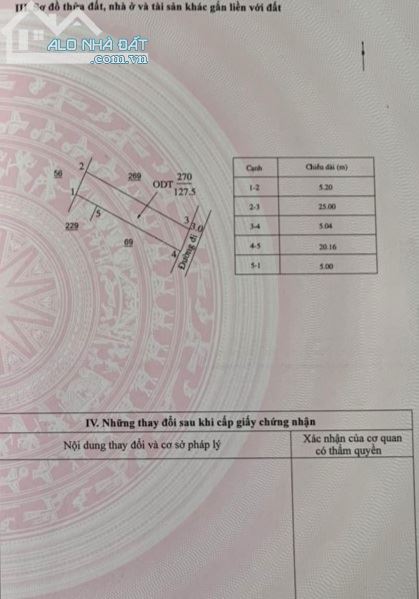 III. Sơ đồ thửa đất, nhà ở và tài sản khác gắn liền với đất
ALO NHÀ ĐẤT
56
2
269
ODT 270
127.5
1
5
229
69
3
3.0
4
Đường đi
Cạnh Chiều dài (m)
1-2 5.20
2-3 25.00
3-4 5.04
4-5 20.16
5-1 5.00
IV. Những thay đổi sau khi cấp giấy chứng nhận
Nội dung thay đổi và cơ sở pháp lý
Xác nhận của cơ quan
có thẩm quyền